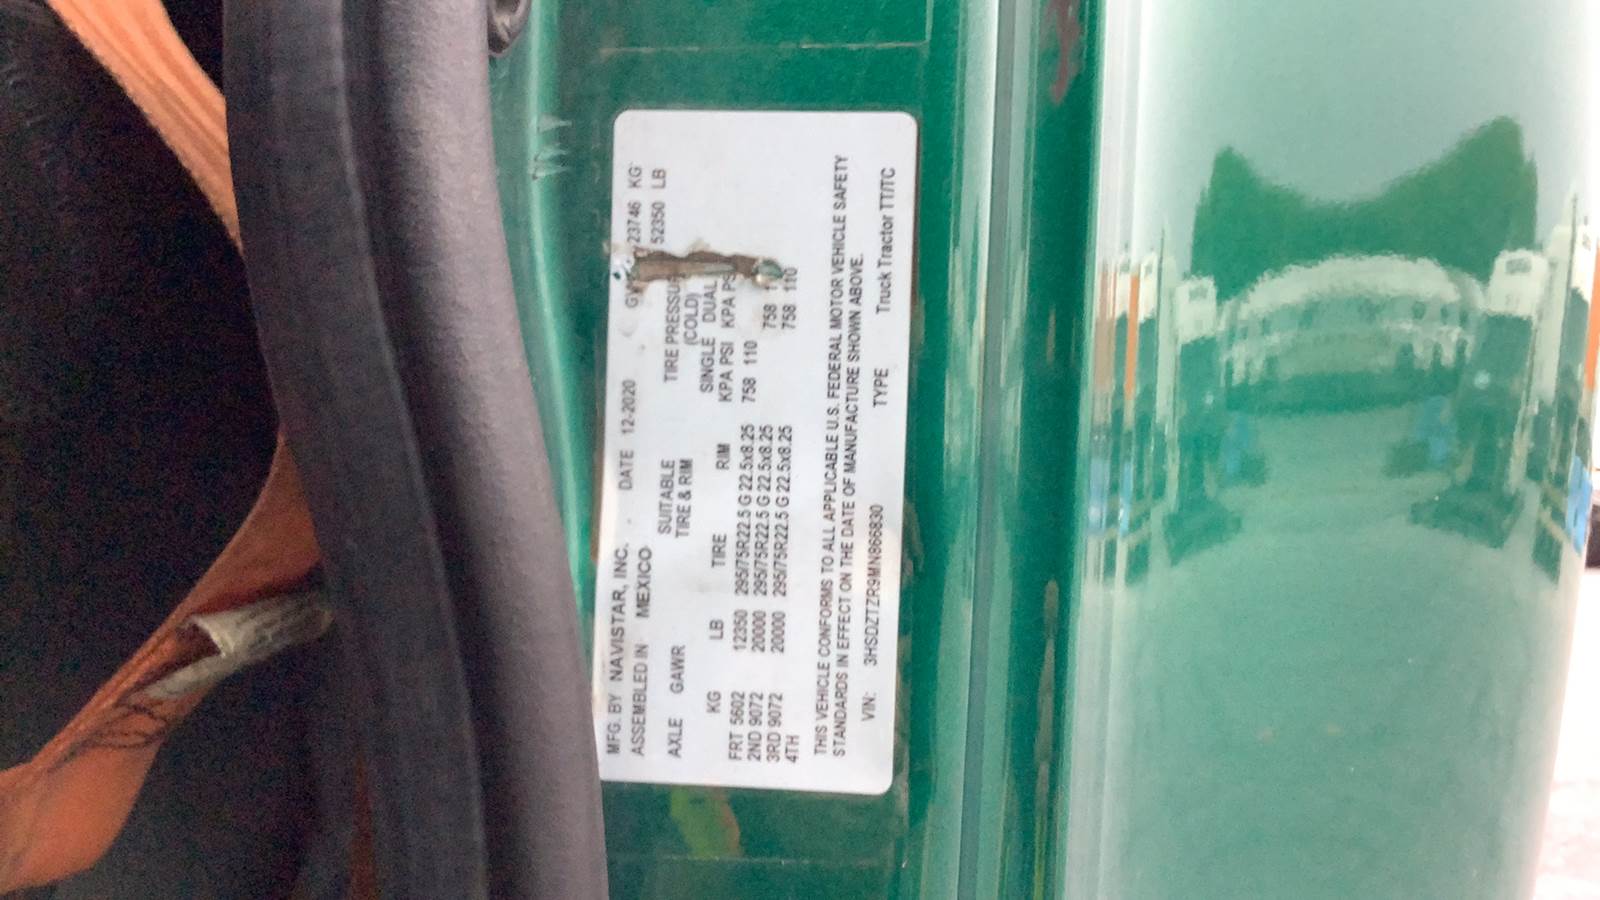 MFG. BY NAVISTAR, INC. DATE 12-2020 23746 KG
ASSEMBLED IN MEXICO 52350 LB
AXLE GAWR SUITABLE TIRE PRESSURE
TIRE & RIM (COLD)
SINGLE DUAL
KG LB TIRE RIM KPA PSI KPA PSI
FRT 5602 12350 295/75R22.5 G 22.5x8.25 758 110
2ND 9072 20000 295/75R22.5 G 22.5x8.25 758
3RD 9072 20000 295/75R22.5 G 22.5x8.25 758 110
4TH
THIS VEHICLE CONFORMS TO ALL APPLICABLE U.S. FEDERAL MOTOR VEHICLE SAFETY
STANDARDS IN EFFECT ON THE DATE OF MANUFACTURE SHOWN ABOVE.
VIN: 3HSDZTZR9MN866830 TYPE Truck Tractor TT/TC